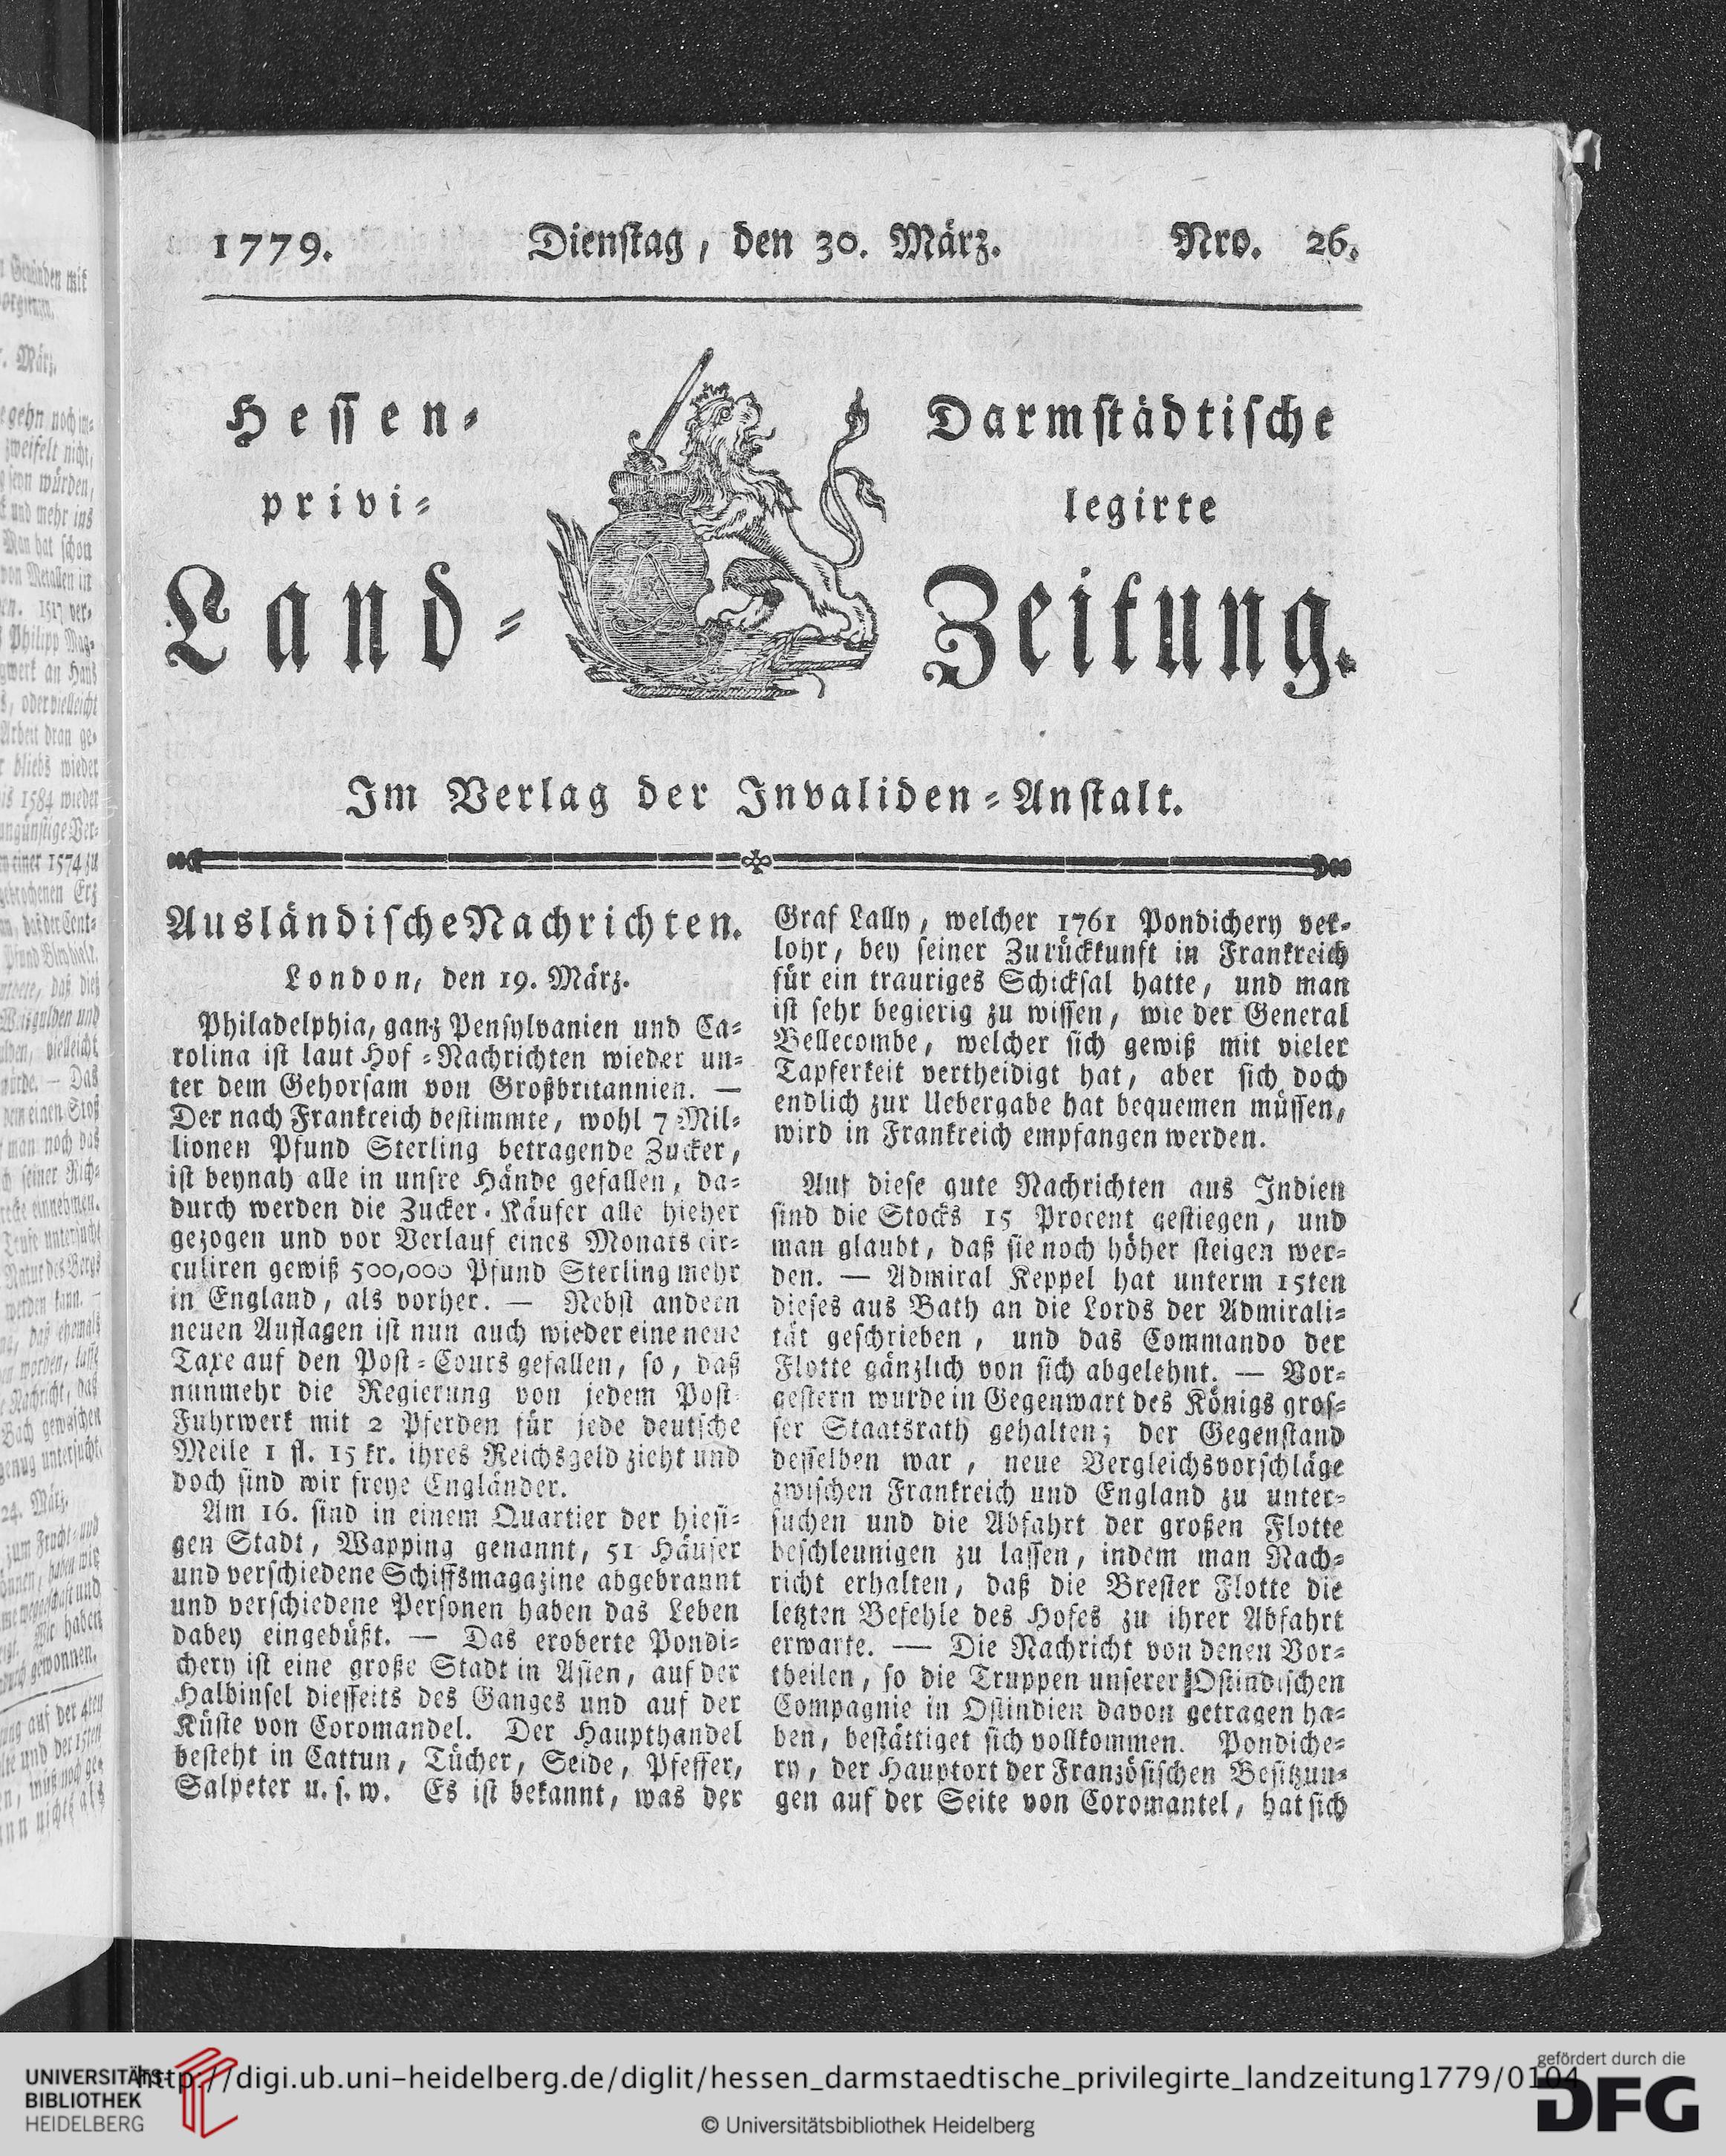 1779. Dienstag, den 30. März. Nro. 26.
Hessen- Darmstädtische
privi- legirte
Land- Zeitung.
Im Verlag der Invaliden-Anstalt.
Ausländische Nachrichten.
London, den 19. März.
Philadelphia, ganz Pensylvanien und Ca-
rolina ist laut Hof-Nachrichten wieder un-
ter dem Gehorsam von Großbritannien. —
Der nach Frankreich bestimmte, wohl 7 Mil-
lionen Pfund Sterling betragende Zucker,
ist beynah alle in unsre Hände gefallen, da-
durch werden die Zucker-Käufer alle hieher
gezogen und vor Verlauf eines Monats cir-
culiren gewiß 500,000 Pfund Sterling mehr
in England, als vorher. — Nebst andern
neuen Auflagen ist nun auch wieder eine neue
Taxe auf den Post-Cours gefallen, so, daß
nunmehr die Regierung von jedem Post-
Fuhrwerk mit 2 Pferden für jede deutsche
Meile 1 fl. 15 kr. ihres Reichsgeld zieht und
doch sind wir freye Engländer.
Am 16. sind in einem Quartier der hiesi-
gen Stadt, Wapping genannt, 51 Häuser
und verschiedene Schiffsmagazine abgebrannt
und verschiedene Personen haben das Leben
dabey eingebüßt. — Das eroberte Pondi-
chery ist eine große Stadt in Asien, auf der
Halbinsel diesseits des Ganges und auf der
Küste von Coromandel. Der Haupthandel
besteht in Cattun, Tücher, Seide, Pfeffer,
Salpeter u. s. w. Es ist bekannt, was der
Graf Lally, welcher 1761 Pondichery ver-
lohr, bey seiner Zurückkunft in Frankreich
für ein trauriges Schicksal hatte, und man
ist sehr begierig zu wissen, wie der General
Bellecombe, welcher sich gewiß mit vieler
Tapferkeit vertheidigt hat, aber sich doch
endlich zur Uebergabe hat bequemen müssen,
wird in Frankreich empfangen werden.
Auf diese gute Nachrichten aus Indien
sind die Stocks 15 Procent gestiegen, und
man glaubt, daß sie noch höher steigen wer-
den. — Admiral Keppel hat unterm 15ten
dieses aus Bath an die Lords der Admirali-
tät geschrieben, und das Commando der
Flotte gänzlich von sich abgelehnt. — Vor-
gestern wurde in Gegenwart des Königs gros-
ser Staatsrath gehalten; der Gegenstand
desselben war, neue Vergleichsvorschläge
zwischen Frankreich und England zu unter-
suchen und die Abfahrt der großen Flotte
beschleunigen zu lassen, indem man Nach-
richt erhalten, daß die Brester Flotte die
letzten Befehle des Hofes zu ihrer Abfahrt
erwarte. — Die Nachricht von denen Vor-
theilen, so die Truppen unserer Ostindischen
Compagnie in Ostindien davon getragen ha-
ben, bestättiget sich vollkommen. Pondiche-
ry, der Hauptort der Französischen Besitzun-
gen auf der Seite von Coromantel, hat sich
UNIVERSITÄTS-
BIBLIOTHEK
HEIDELBERG
http://digi.ub.uni-heidelberg.de/diglit/hessen_darmstaedtische_privilegirte_landzeitung1779/0104
© Universitätsbibliothek Heidelberg
gefördert durch die
DFG